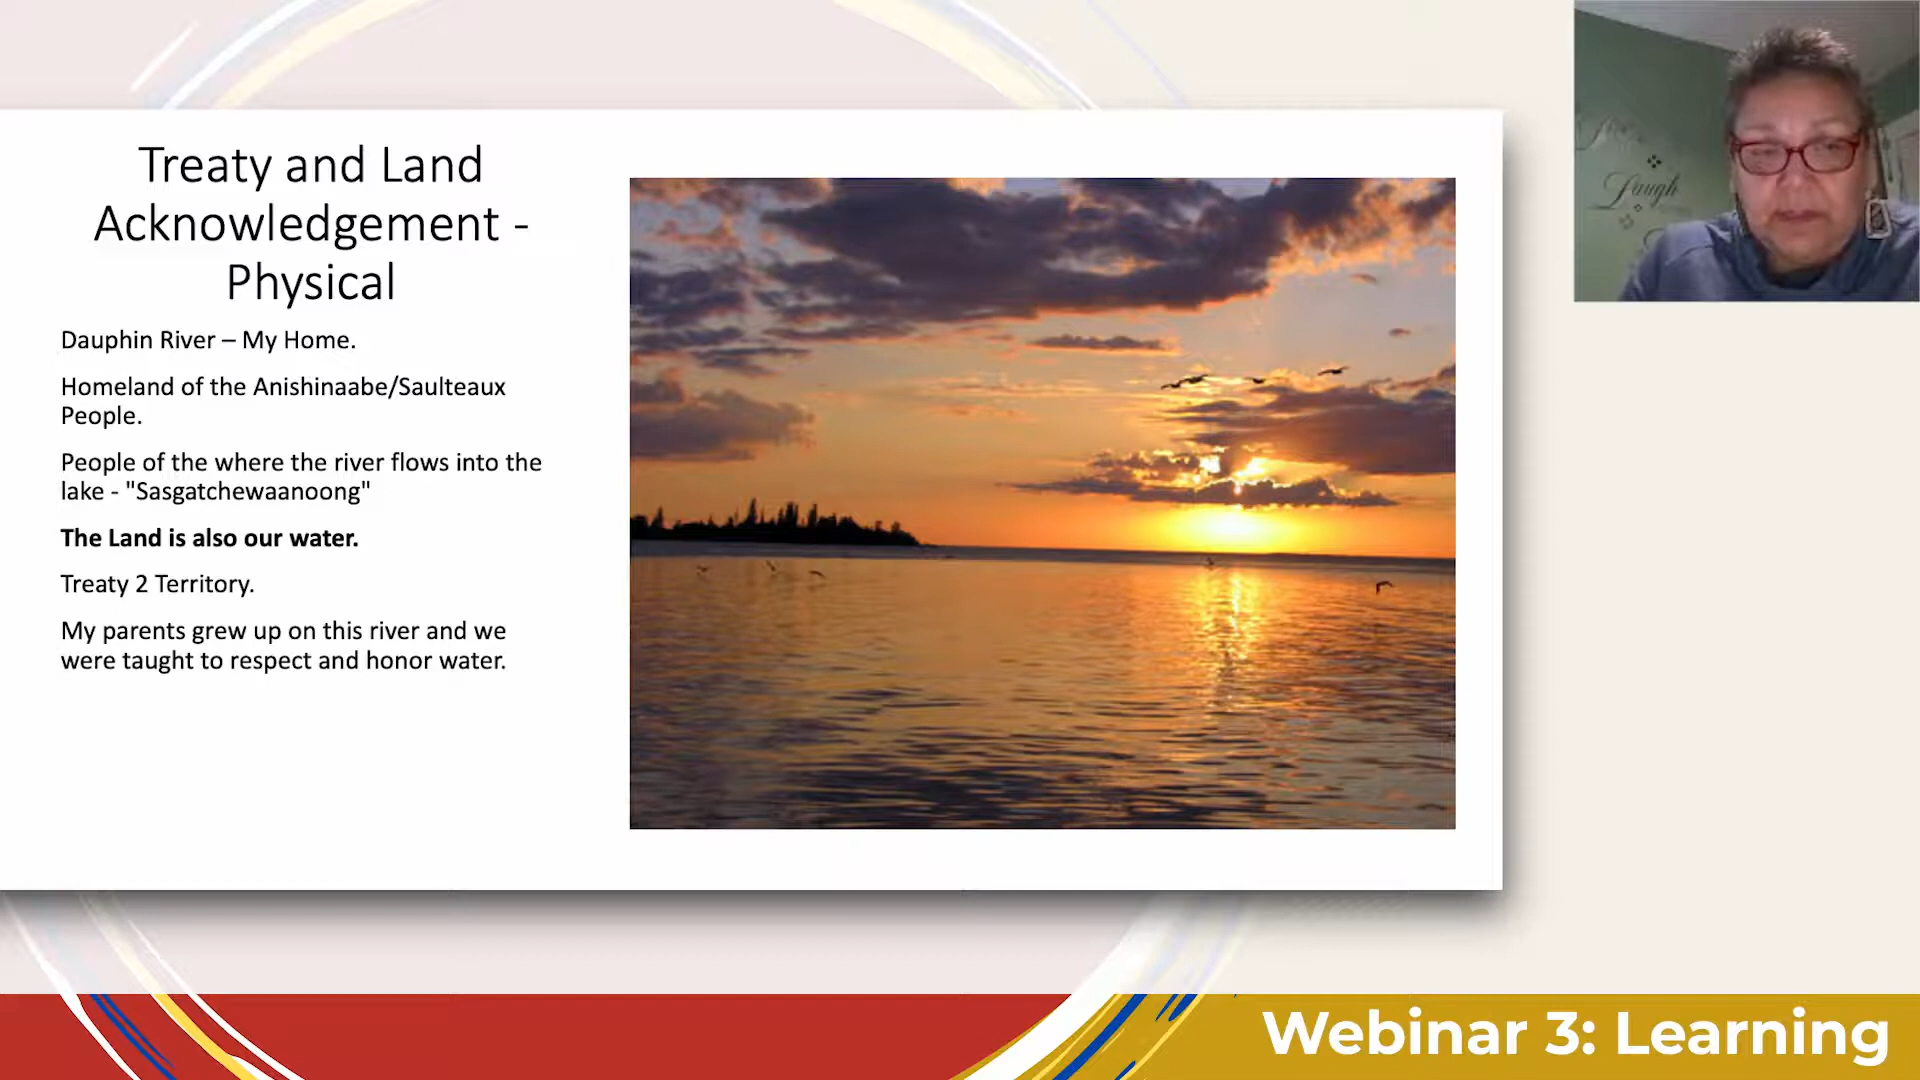 Treaty and Land
Acknowledgement -
Physical
Dauphin River – My Home.
Homeland of the Anishinaabe/Saulteaux
People.
People of the where the river flows into the
lake - "Sasgatchewaanoong"
The Land is also our water.
Treaty 2 Territory.
My parents grew up on this river and we
were taught to respect and honor water.
Laugh
Webinar 3: Learning